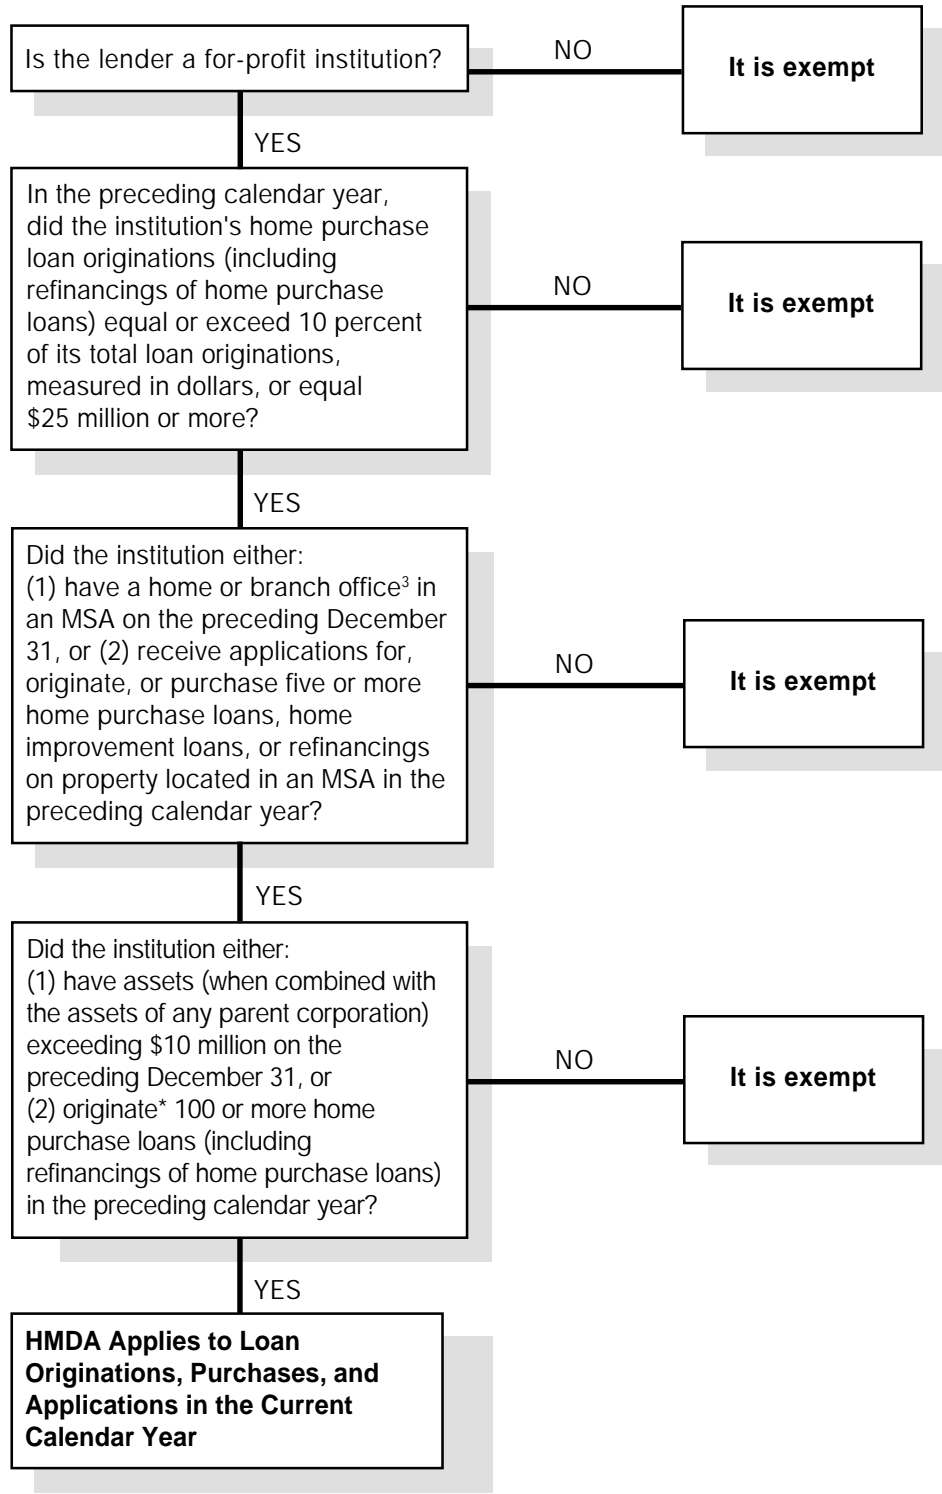 Is the lender a for-profit institution?
NO
It is exempt
YES
In the preceding calendar year,
did the institution's home purchase
loan originations (including
refinancings of home purchase
loans) equal or exceed 10 percent
of its total loan originations,
measured in dollars, or equal
$25 million or more?
NO
It is exempt
YES
Did the institution either:
(1) have a home or branch office³ in
an MSA on the preceding December
31, or (2) receive applications for,
originate, or purchase five or more
home purchase loans, home
improvement loans, or refinancings
on property located in an MSA in the
preceding calendar year?
NO
It is exempt
YES
Did the institution either:
(1) have assets (when combined with
the assets of any parent corporation)
exceeding $10 million on the
preceding December 31, or
(2) originate* 100 or more home
purchase loans (including
refinancings of home purchase loans)
in the preceding calendar year?
NO
It is exempt
YES
HMDA Applies to Loan
Originations, Purchases, and
Applications in the Current
Calendar Year